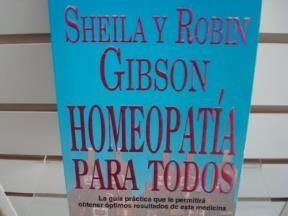 SHEILA Y ROBIN
GIBSON
HOMEOPATÍA
PARA TODOS
La guía práctica que le permitirá
obtener óptimos resultados de esta medicina